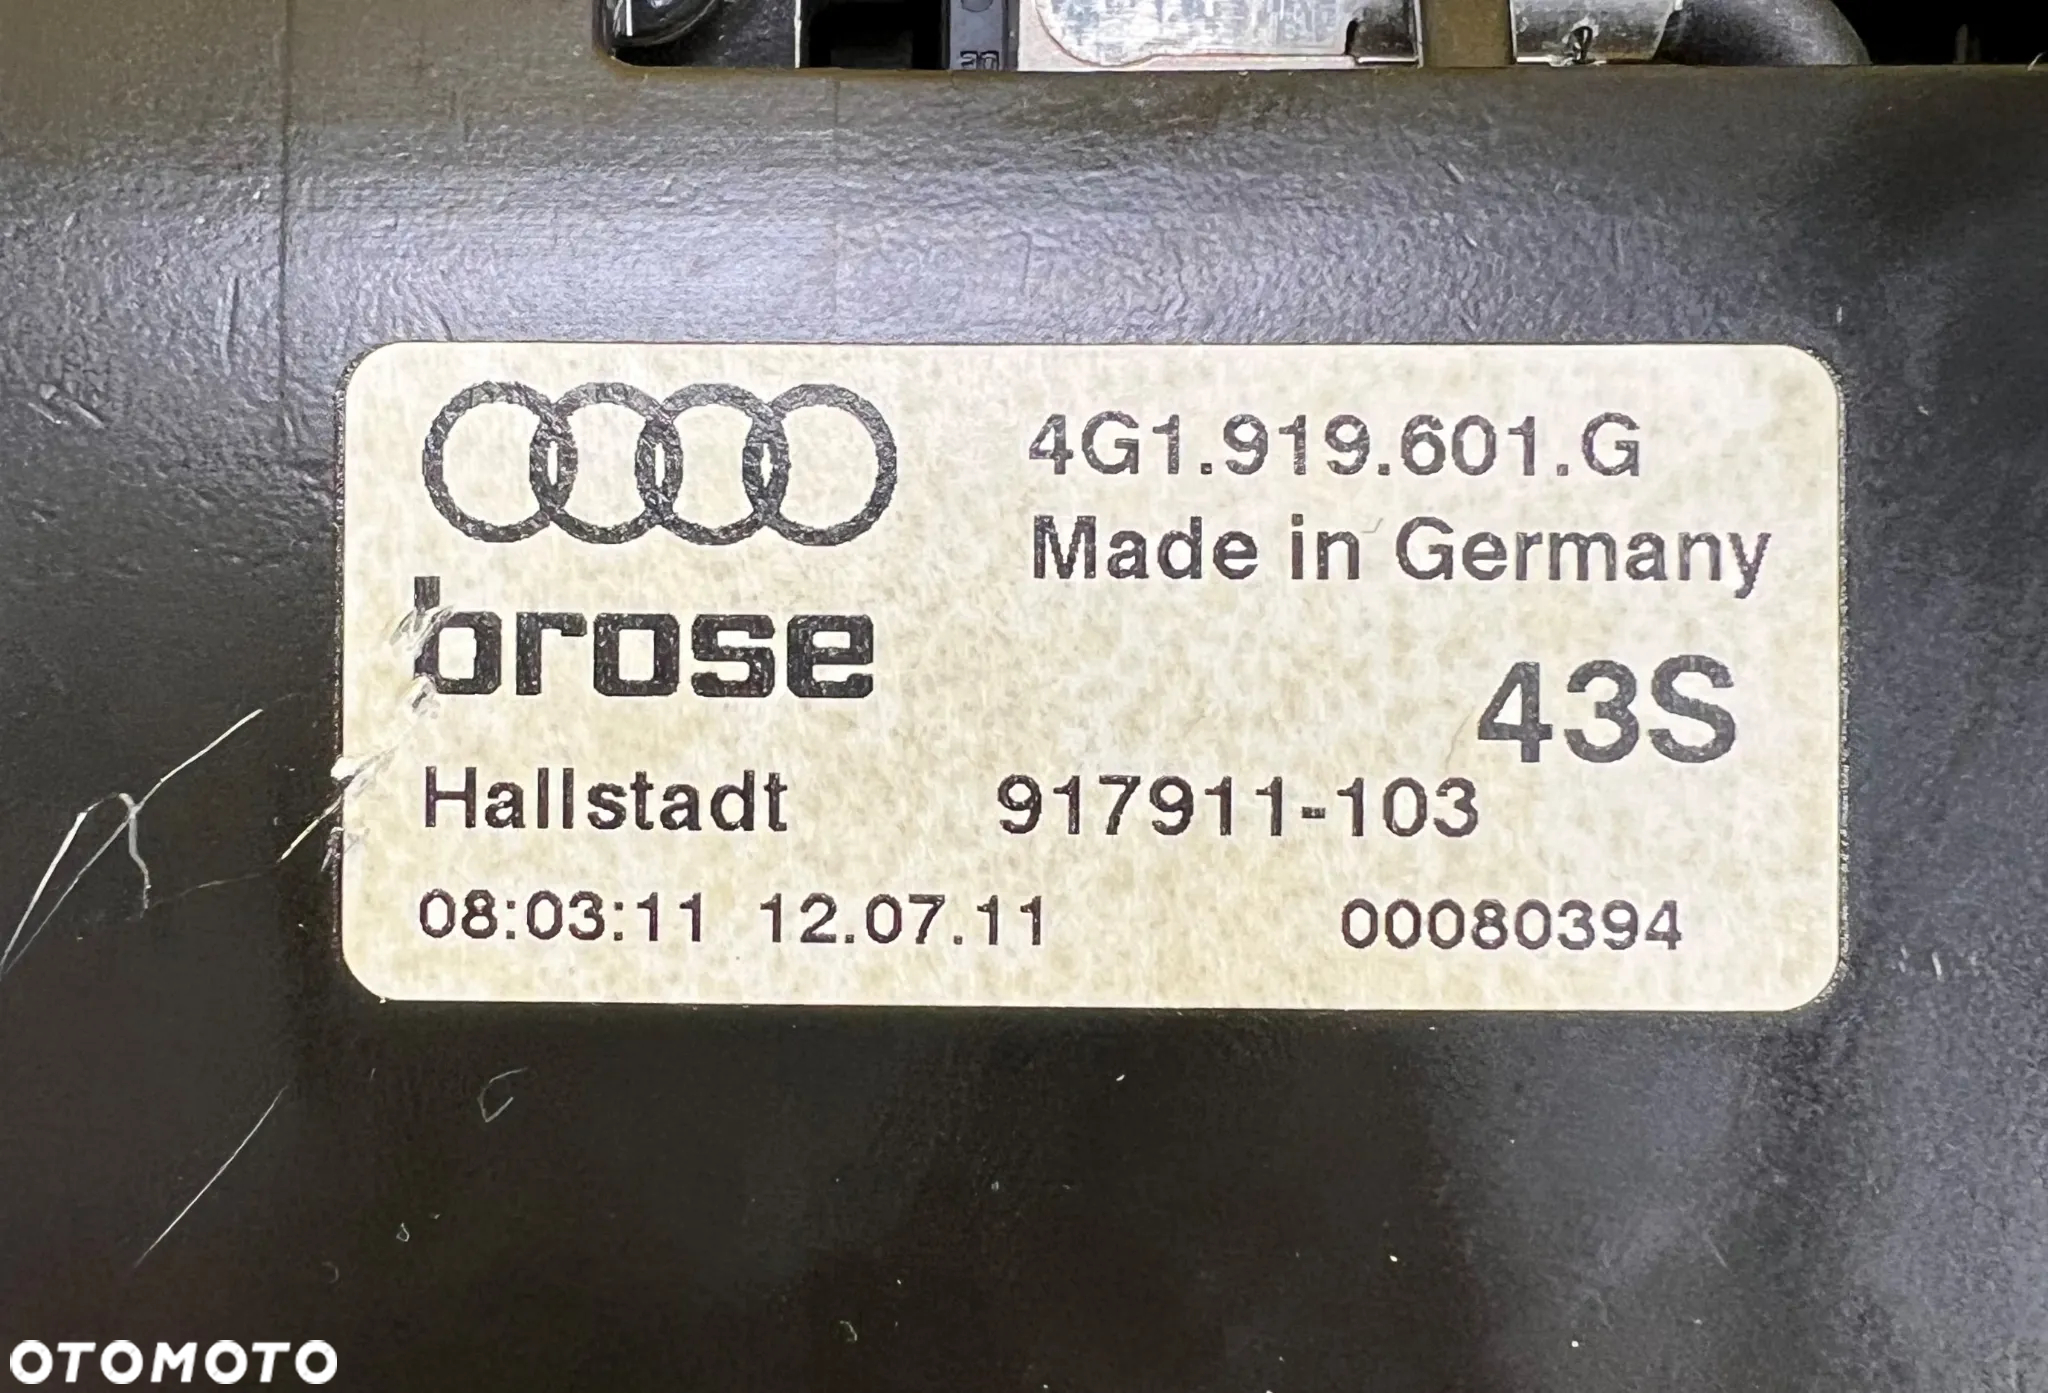 4G1.919.601.G
Made in Germany
brose
43S
Hallstadt 917911-103
08:03:11 12.07.11 00080394
OTOMOTO